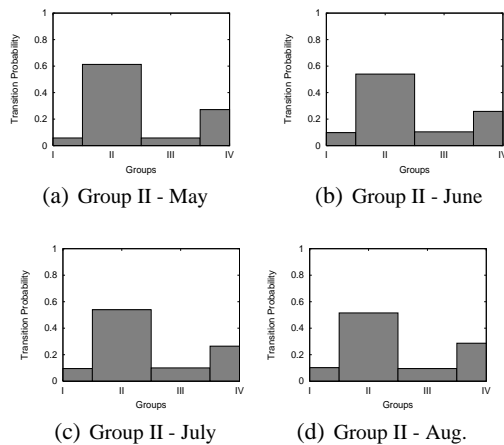 1
0.8
0.6
0.4
0.2
0
Transition Probability
I II III IV
Groups
(a) Group II - May
1
0.8
0.6
0.4
0.2
0
Transition Probability
I II III IV
Groups
(b) Group II - June
1
0.8
0.6
0.4
0.2
0
Transition Probability
I II III IV
Groups
(c) Group II - July
1
0.8
0.6
0.4
0.2
0
Transition Probability
I II III IV
Groups
(d) Group II - Aug.